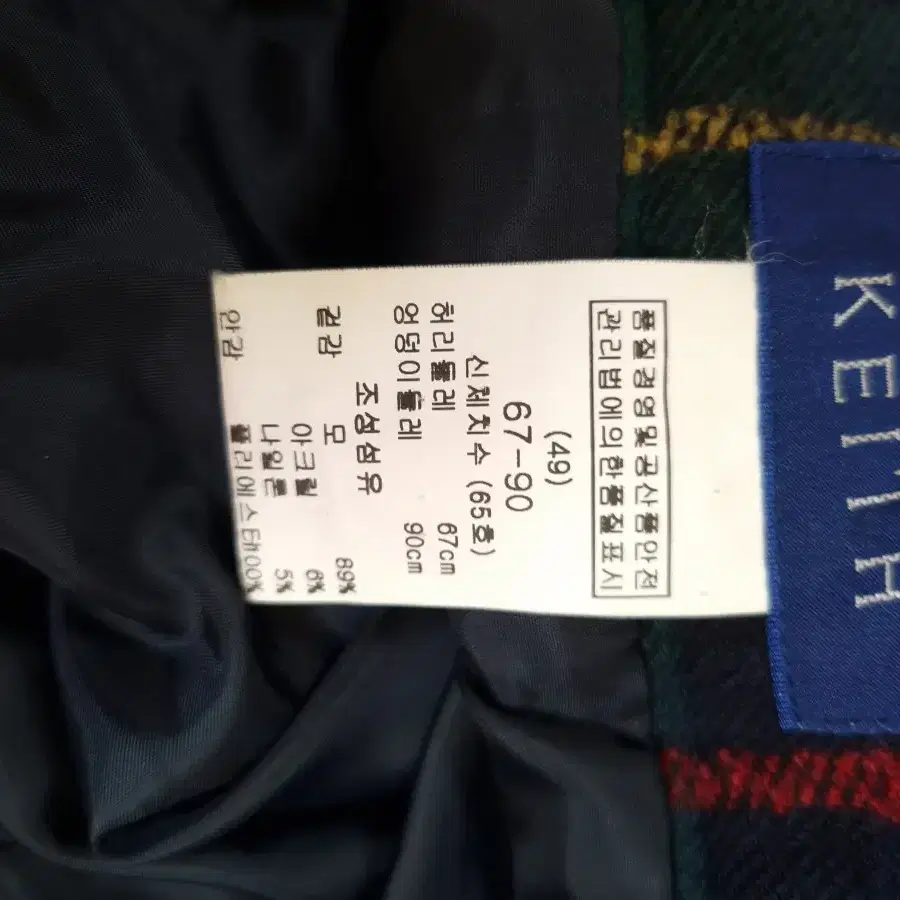 KEITH
품질경영및공산품안전
관리법에의한품질표시
(49)
67-90
신체치수 (65호)
허리둘레 67cm
엉덩이둘레 90cm
조성섬유
겉감 모 89%
아크릴 6%
나일론 5%
안감 폴리에스터100%